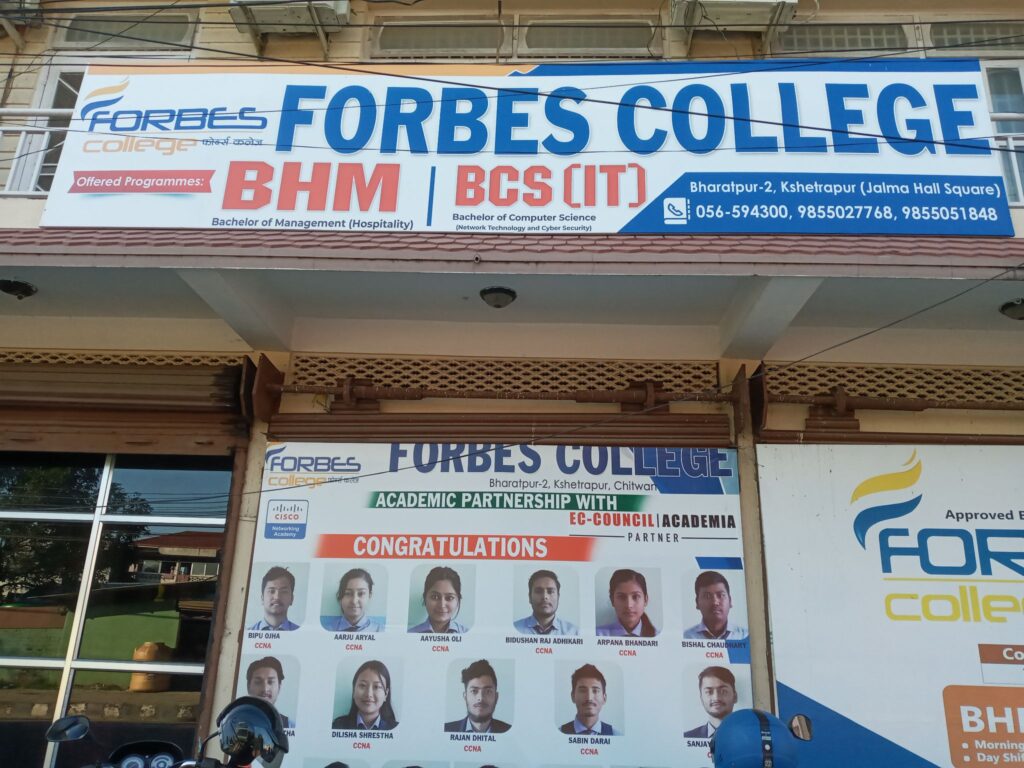 FORBES
college फोर्ब्स कलेज
FORBES COLLEGE
Offered Programmes:
BHM
Bachelor of Management (Hospitality)
BCS (IT)
Bachelor of Computer Science
(Network Technology and Cyber Security)
Bharatpur-2, Kshetrapur (Jalma Hall Square)
056-594300, 9855027768, 9855051848
FORBES
college
FORBES COLLEGE
Bharatpur-2, Kshetrapur, Chitwan
CISCO
Networking
Academy
ACADEMIC PARTNERSHIP WITH
EC-COUNCIL | ACADEMIA
PARTNER
CONGRATULATIONS
BIPU OJHA
CCNA
AARJU ARYAL
CCNA
AAYUSHA OLI
CCNA
BIDUSHAN RAJ ADHIKARI
CCNA
ARPANA BHANDARI
CCNA
BISHAL CHAUDHARY
CCNA
DILISHA SHRESTHA
CCNA
RAJAN DHITAL
CCNA
SABIN DARAI
CCNA
SANJAY
Approved
FOR
colle
Co
BH
• Morning
• Day Shi